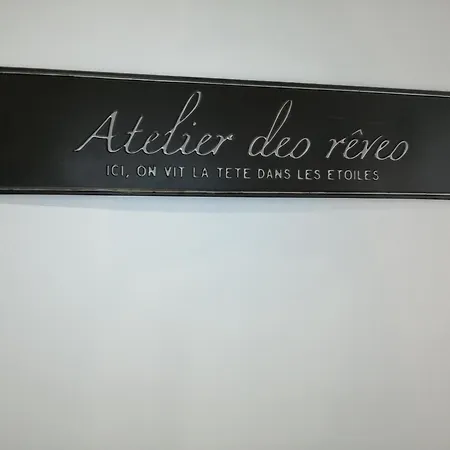 Atelier des rêves
ICI, ON VIT LA TETE DANS LES ETOILES